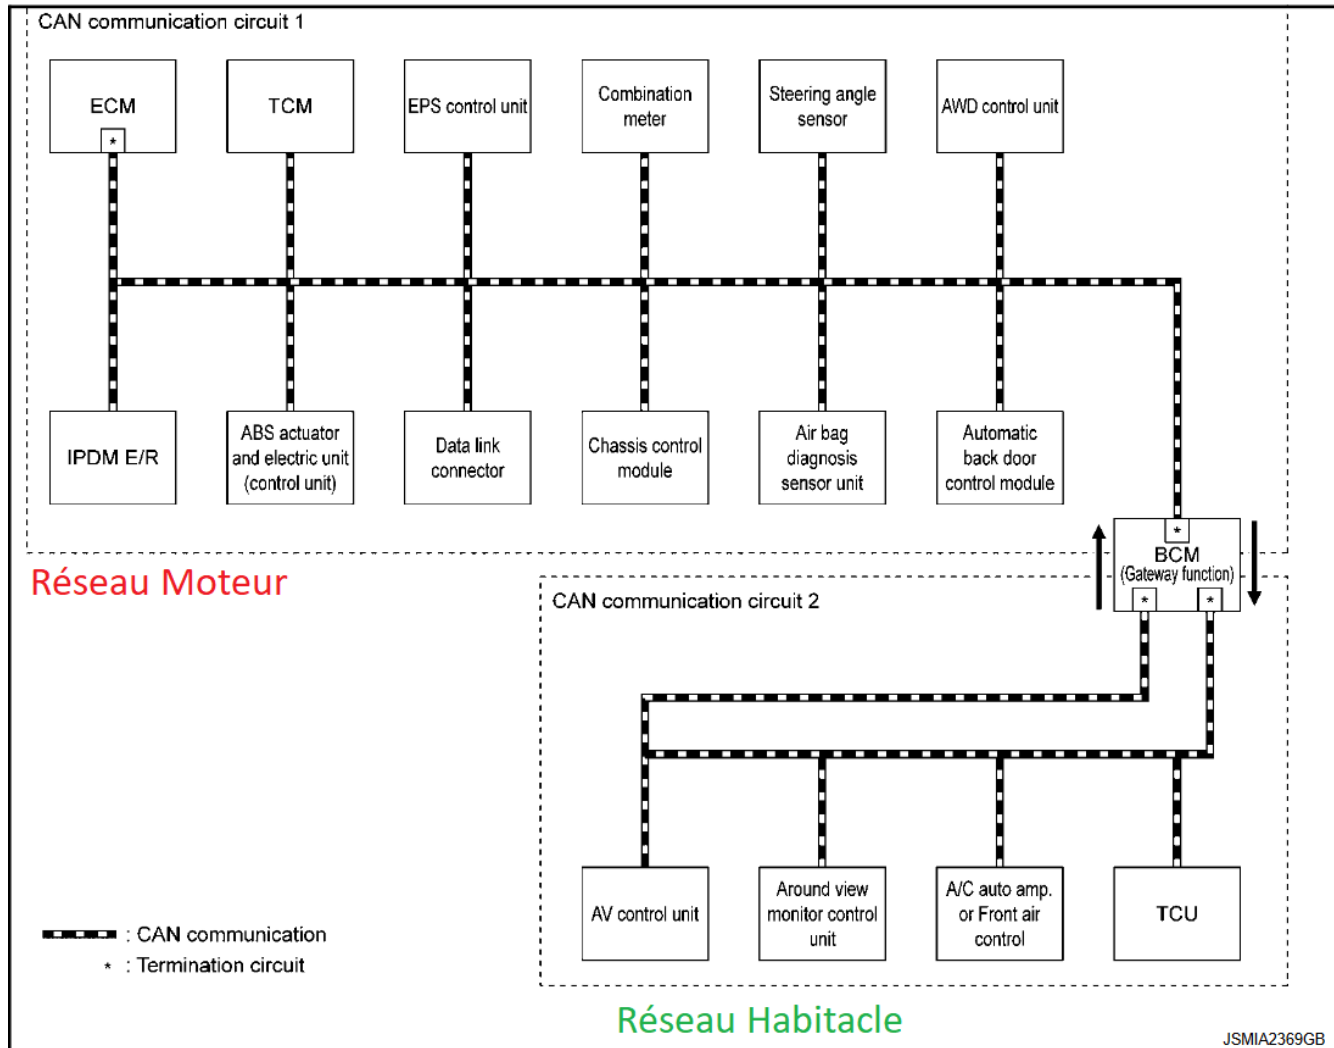 CAN communication circuit 1
ECM
*
TCM
EPS control unit
Combination
meter
Steering angle
sensor
AWD control unit
IPDM E/R
ABS actuator
and electric unit
(control unit)
Data link
connector
Chassis control
module
Air bag
diagnosis
sensor unit
Automatic
back door
control module
*
BCM
(Gateway function)
* *
Réseau Moteur
CAN communication circuit 2
AV control unit
Around view
monitor control
unit
A/C auto amp.
or Front air
control
TCU
: CAN communication
* : Termination circuit
Réseau Habitacle
JSMIA2369GB